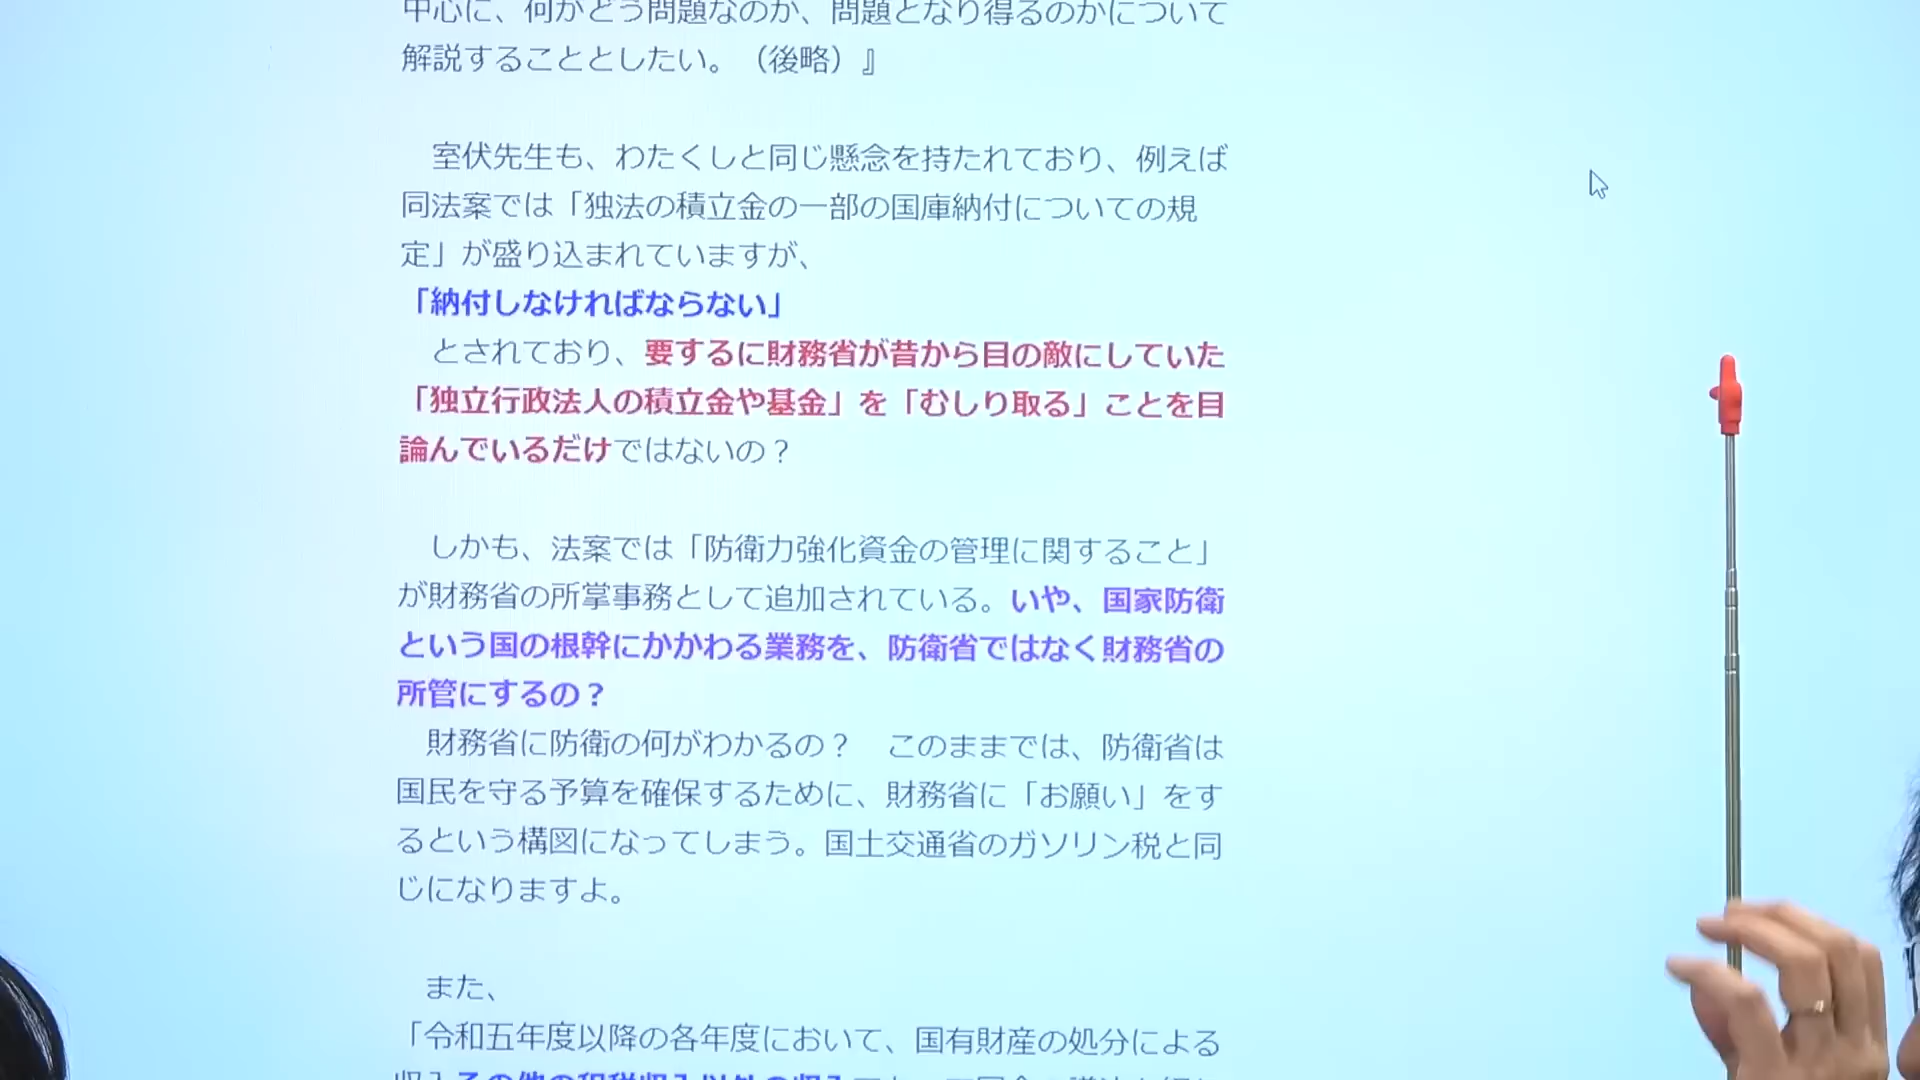 中心に、何がどう問題なのか、問題となり得るのかについて
解説することとしたい。（後略）』
室伏先生も、わたくしと同じ懸念を持たれており、例えば
同法案では「独法の積立金の一部の国庫納付についての規
定」が盛り込まれていますが、
「納付しなければならない」
とされており、要するに財務省が昔から目の敵にしていた
「独立行政法人の積立金や基金」を「むしり取る」ことを目
論んでいるだけではないの？
しかも、法案では「防衛力強化資金の管理に関すること」
が財務省の所掌事務として追加されている。いや、国家防衛
という国の根幹にかかわる業務を、防衛省ではなく財務省の
所管にするの？
財務省に防衛の何がわかるの？　このままでは、防衛省は
国民を守る予算を確保するために、財務省に「お願い」をす
るという構図になってしまう。国土交通省のガソリン税と同
じになりますよ。
また、
「令和五年度以降の各年度において、国有財産の処分による